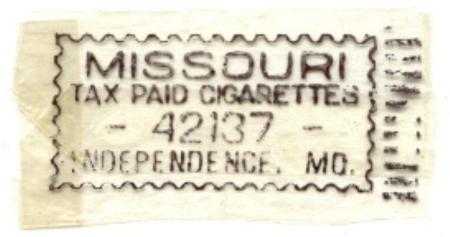 MISSOURI
TAX PAID CIGARETTES
- 42137 -
INDEPENDENCE, MO.